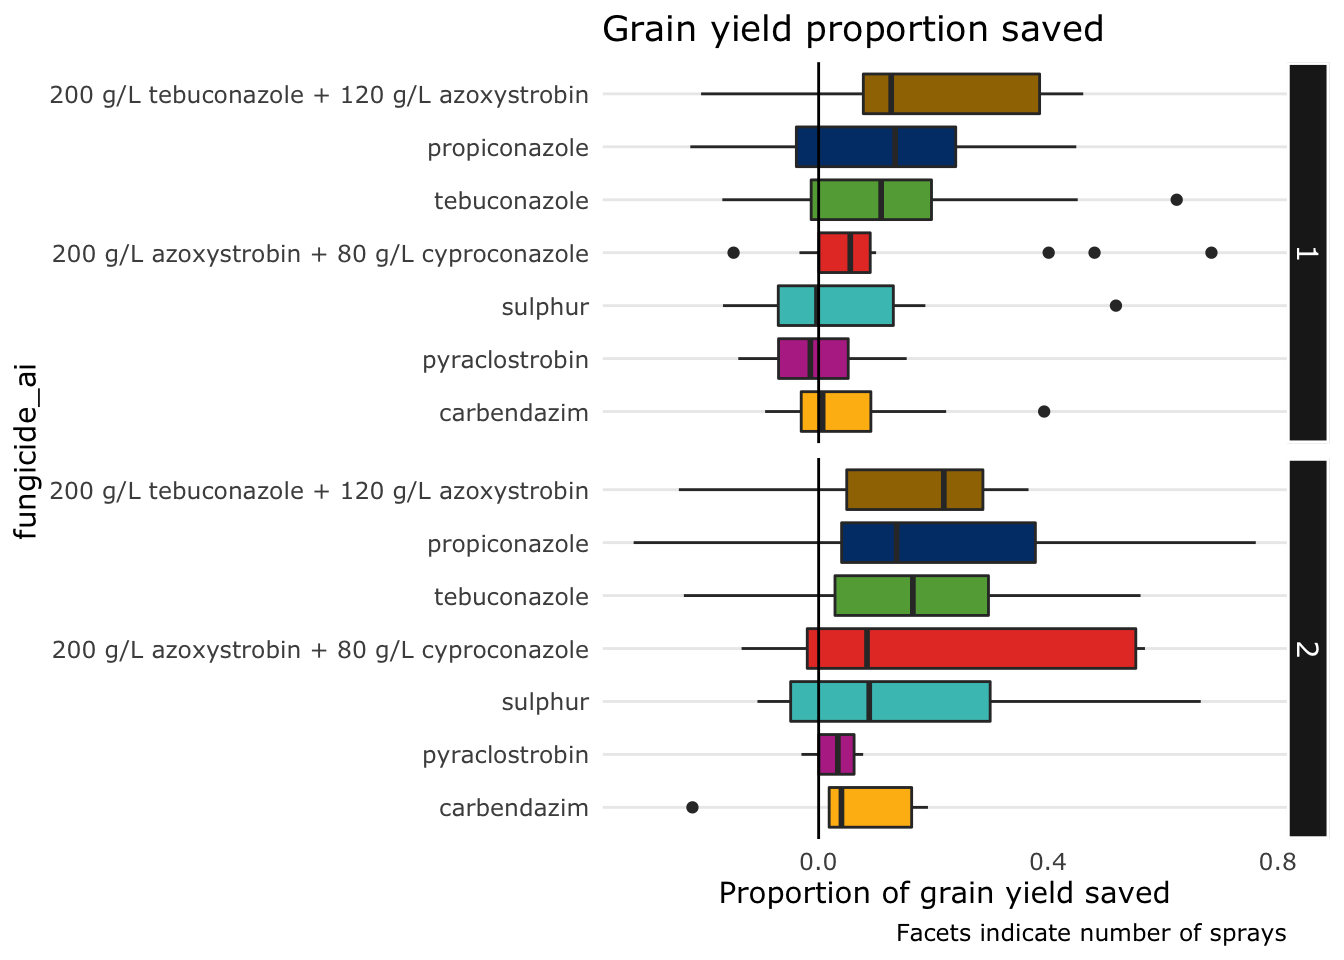 Grain yield proportion saved
200 g/L tebuconazole + 120 g/L azoxystrobin
propiconazole
tebuconazole
200 g/L azoxystrobin + 80 g/L cyproconazole
sulphur
pyraclostrobin
carbendazim
1
fungicide_ai
200 g/L tebuconazole + 120 g/L azoxystrobin
propiconazole
tebuconazole
200 g/L azoxystrobin + 80 g/L cyproconazole
sulphur
pyraclostrobin
carbendazim
2
0.0 0.4 0.8
Proportion of grain yield saved
Facets indicate number of sprays